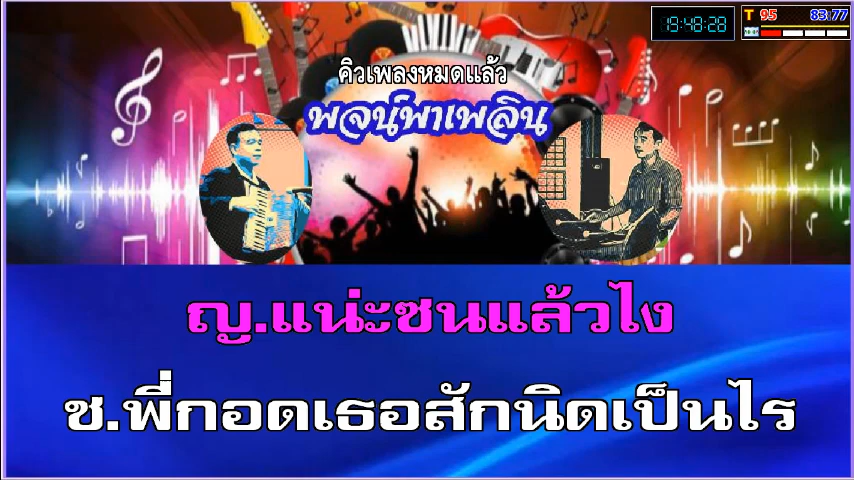 19:48:28
T 95 83:77
คิวเพลงหมดแล้ว
พจน์พาเพลิน
ญ.แน่ะซนแล้วไง
ช.พี่กอดเธอสักนิดเป็นไร